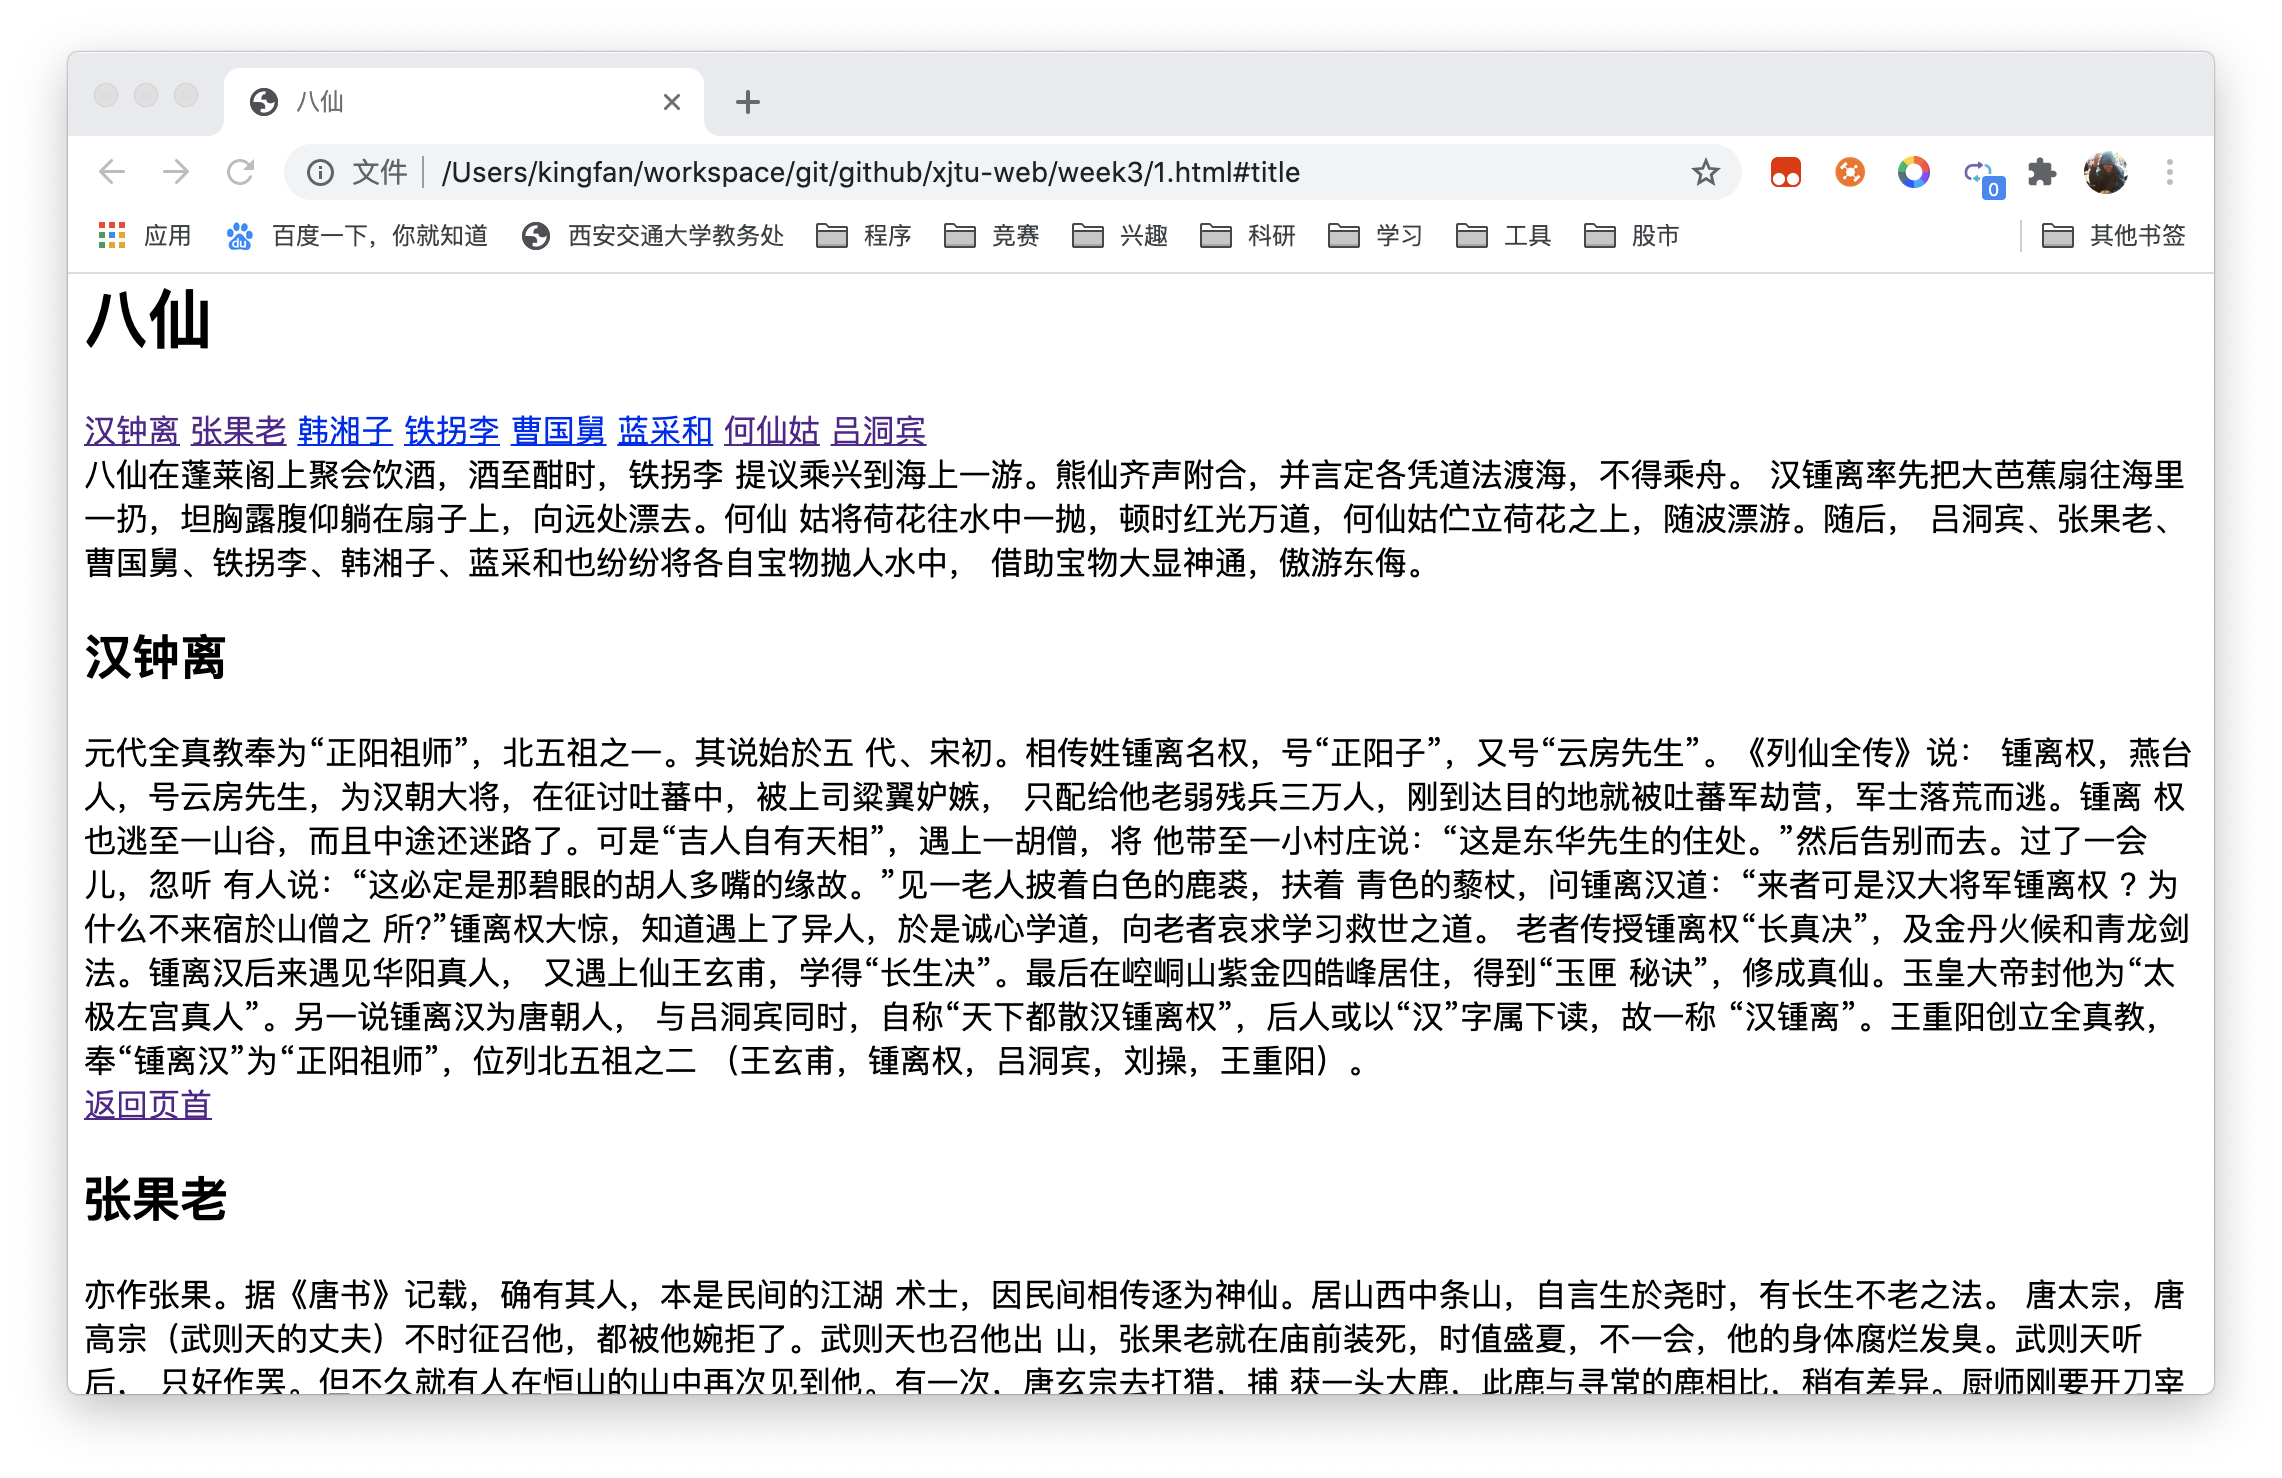 八仙
文件 /Users/kingfan/workspace/git/github/xjtu-web/week3/1.html#title
0
应用 百度一下，你就知道 西安交通大学教务处 程序 竞赛 兴趣 科研 学习 工具 股市 其他书签
八仙
汉钟离 张果老 韩湘子 铁拐李 曹国舅 蓝采和 何仙姑 吕洞宾
八仙在蓬莱阁上聚会饮酒，酒至酣时，铁拐李 提议乘兴到海上一游。熊仙齐声附合，并言定各凭道法渡海，不得乘舟。 汉锺离率先把大芭蕉扇往海里
一扔，坦胸露腹仰躺在扇子上，向远处漂去。何仙 姑将荷花往水中一抛，顿时红光万道，何仙姑伫立荷花之上，随波漂游。随后， 吕洞宾、张果老、
曹国舅、铁拐李、韩湘子、蓝采和也纷纷将各自宝物抛人水中， 借助宝物大显神通，傲游东侮。
汉钟离
元代全真教奉为“正阳祖师”，北五祖之一。其说始於五 代、宋初。相传姓锺离名权，号“正阳子”，又号“云房先生”。《列仙全传》说： 锺离权，燕台
人，号云房先生，为汉朝大将，在征讨吐蕃中，被上司粱翼妒嫉， 只配给他老弱残兵三万人，刚到达目的地就被吐蕃军劫营，军士落荒而逃。锺离 权
也逃至一山谷，而且中途还迷路了。可是“吉人自有天相”，遇上一胡僧，将 他带至一小村庄说：“这是东华先生的住处。”然后告别而去。过了一会
儿，忽听 有人说：“这必定是那碧眼的胡人多嘴的缘故。”见一老人披着白色的鹿裘，扶着 青色的藜杖，问锺离汉道：“来者可是汉大将军锺离权 ？为
什么不来宿於山僧之 所?”锺离权大惊，知道遇上了异人，於是诚心学道，向老者哀求学习救世之道。 老者传授锺离权“长真决”，及金丹火候和青龙剑
法。锺离汉后来遇见华阳真人， 又遇上仙王玄甫，学得“长生决”。最后在崆峒山紫金四皓峰居住，得到“玉匣 秘诀”，修成真仙。玉皇大帝封他为“太
极左宫真人”。另一说锺离汉为唐朝人， 与吕洞宾同时，自称“天下都散汉锺离权”，后人或以“汉”字属下读，故一称 “汉锺离”。王重阳创立全真教，
奉“锺离汉”为“正阳祖师”，位列北五祖之二 （王玄甫，锺离权，吕洞宾，刘操，王重阳）。
返回页首
张果老
亦作张果。据《唐书》记载，确有其人，本是民间的江湖 术士，因民间相传逐为神仙。居山西中条山，自言生於尧时，有长生不老之法。 唐太宗，唐
高宗（武则天的丈夫）不时征召他，都被他婉拒了。武则天也召他出 山，张果老就在庙前装死，时值盛夏，不一会，他的身体腐烂发臭。武则天听
后， 只好作罢。但不久就有人在恒山的山中再次见到他。有一次，唐玄宗去打猎，捕 获一头大鹿，此鹿与寻常的鹿相比，稍有差异。厨师刚要开刀宰